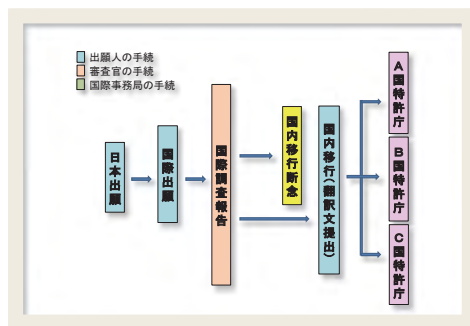 出願人の手続
審査官の手続
国際事務局の手続
日本出願
国際出願
国際調査報告
国内移行断念
国内移行(翻訳文提出)
A国特許庁
B国特許庁
C国特許庁